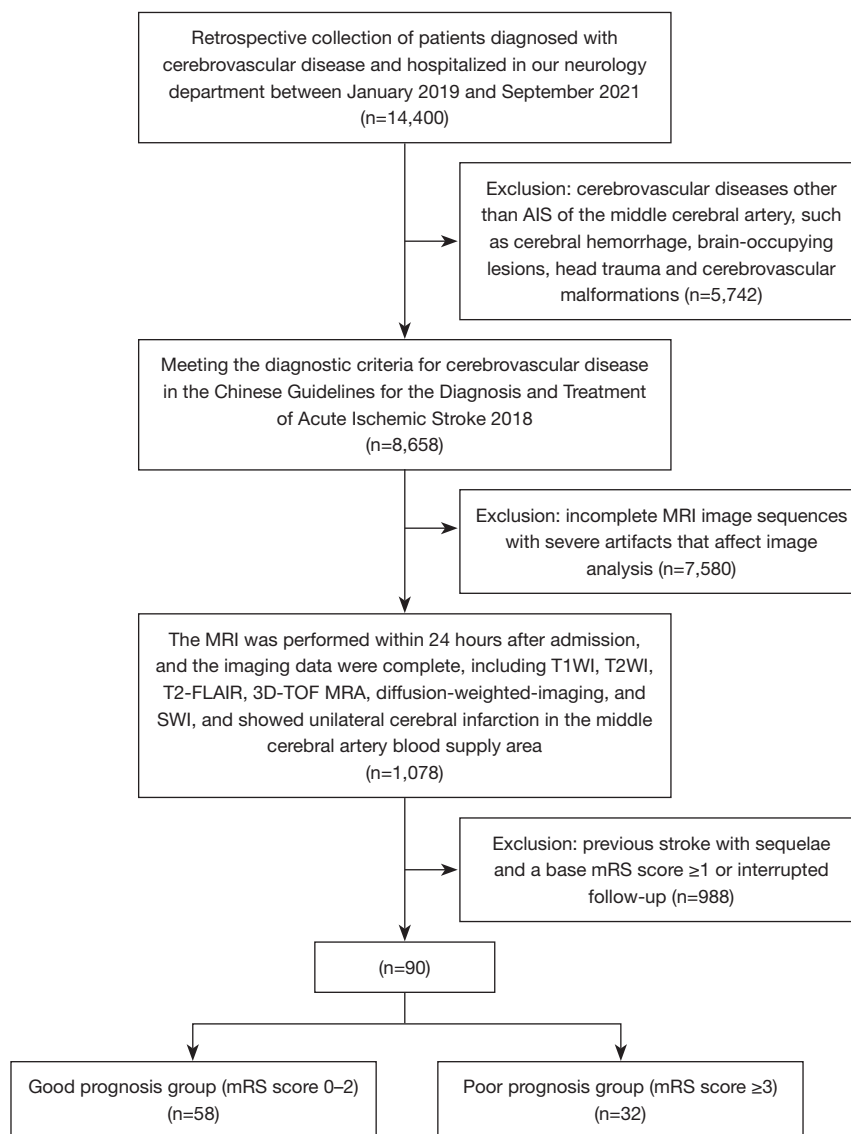 Retrospective collection of patients diagnosed with
cerebrovascular disease and hospitalized in our neurology
department between January 2019 and September 2021
(n=14,400)
Exclusion: cerebrovascular diseases other
than AIS of the middle cerebral artery, such
as cerebral hemorrhage, brain-occupying
lesions, head trauma and cerebrovascular
malformations (n=5,742)
Meeting the diagnostic criteria for cerebrovascular disease
in the Chinese Guidelines for the Diagnosis and Treatment
of Acute Ischemic Stroke 2018
(n=8,658)
Exclusion: incomplete MRI image sequences
with severe artifacts that affect image
analysis (n=7,580)
The MRI was performed within 24 hours after admission,
and the imaging data were complete, including T1WI, T2WI,
T2-FLAIR, 3D-TOF MRA, diffusion-weighted-imaging, and
SWI, and showed unilateral cerebral infarction in the middle
cerebral artery blood supply area
(n=1,078)
Exclusion: previous stroke with sequelae
and a base mRS score ≥1 or interrupted
follow-up (n=988)
(n=90)
Good prognosis group (mRS score 0–2)
(n=58)
Poor prognosis group (mRS score ≥3)
(n=32)